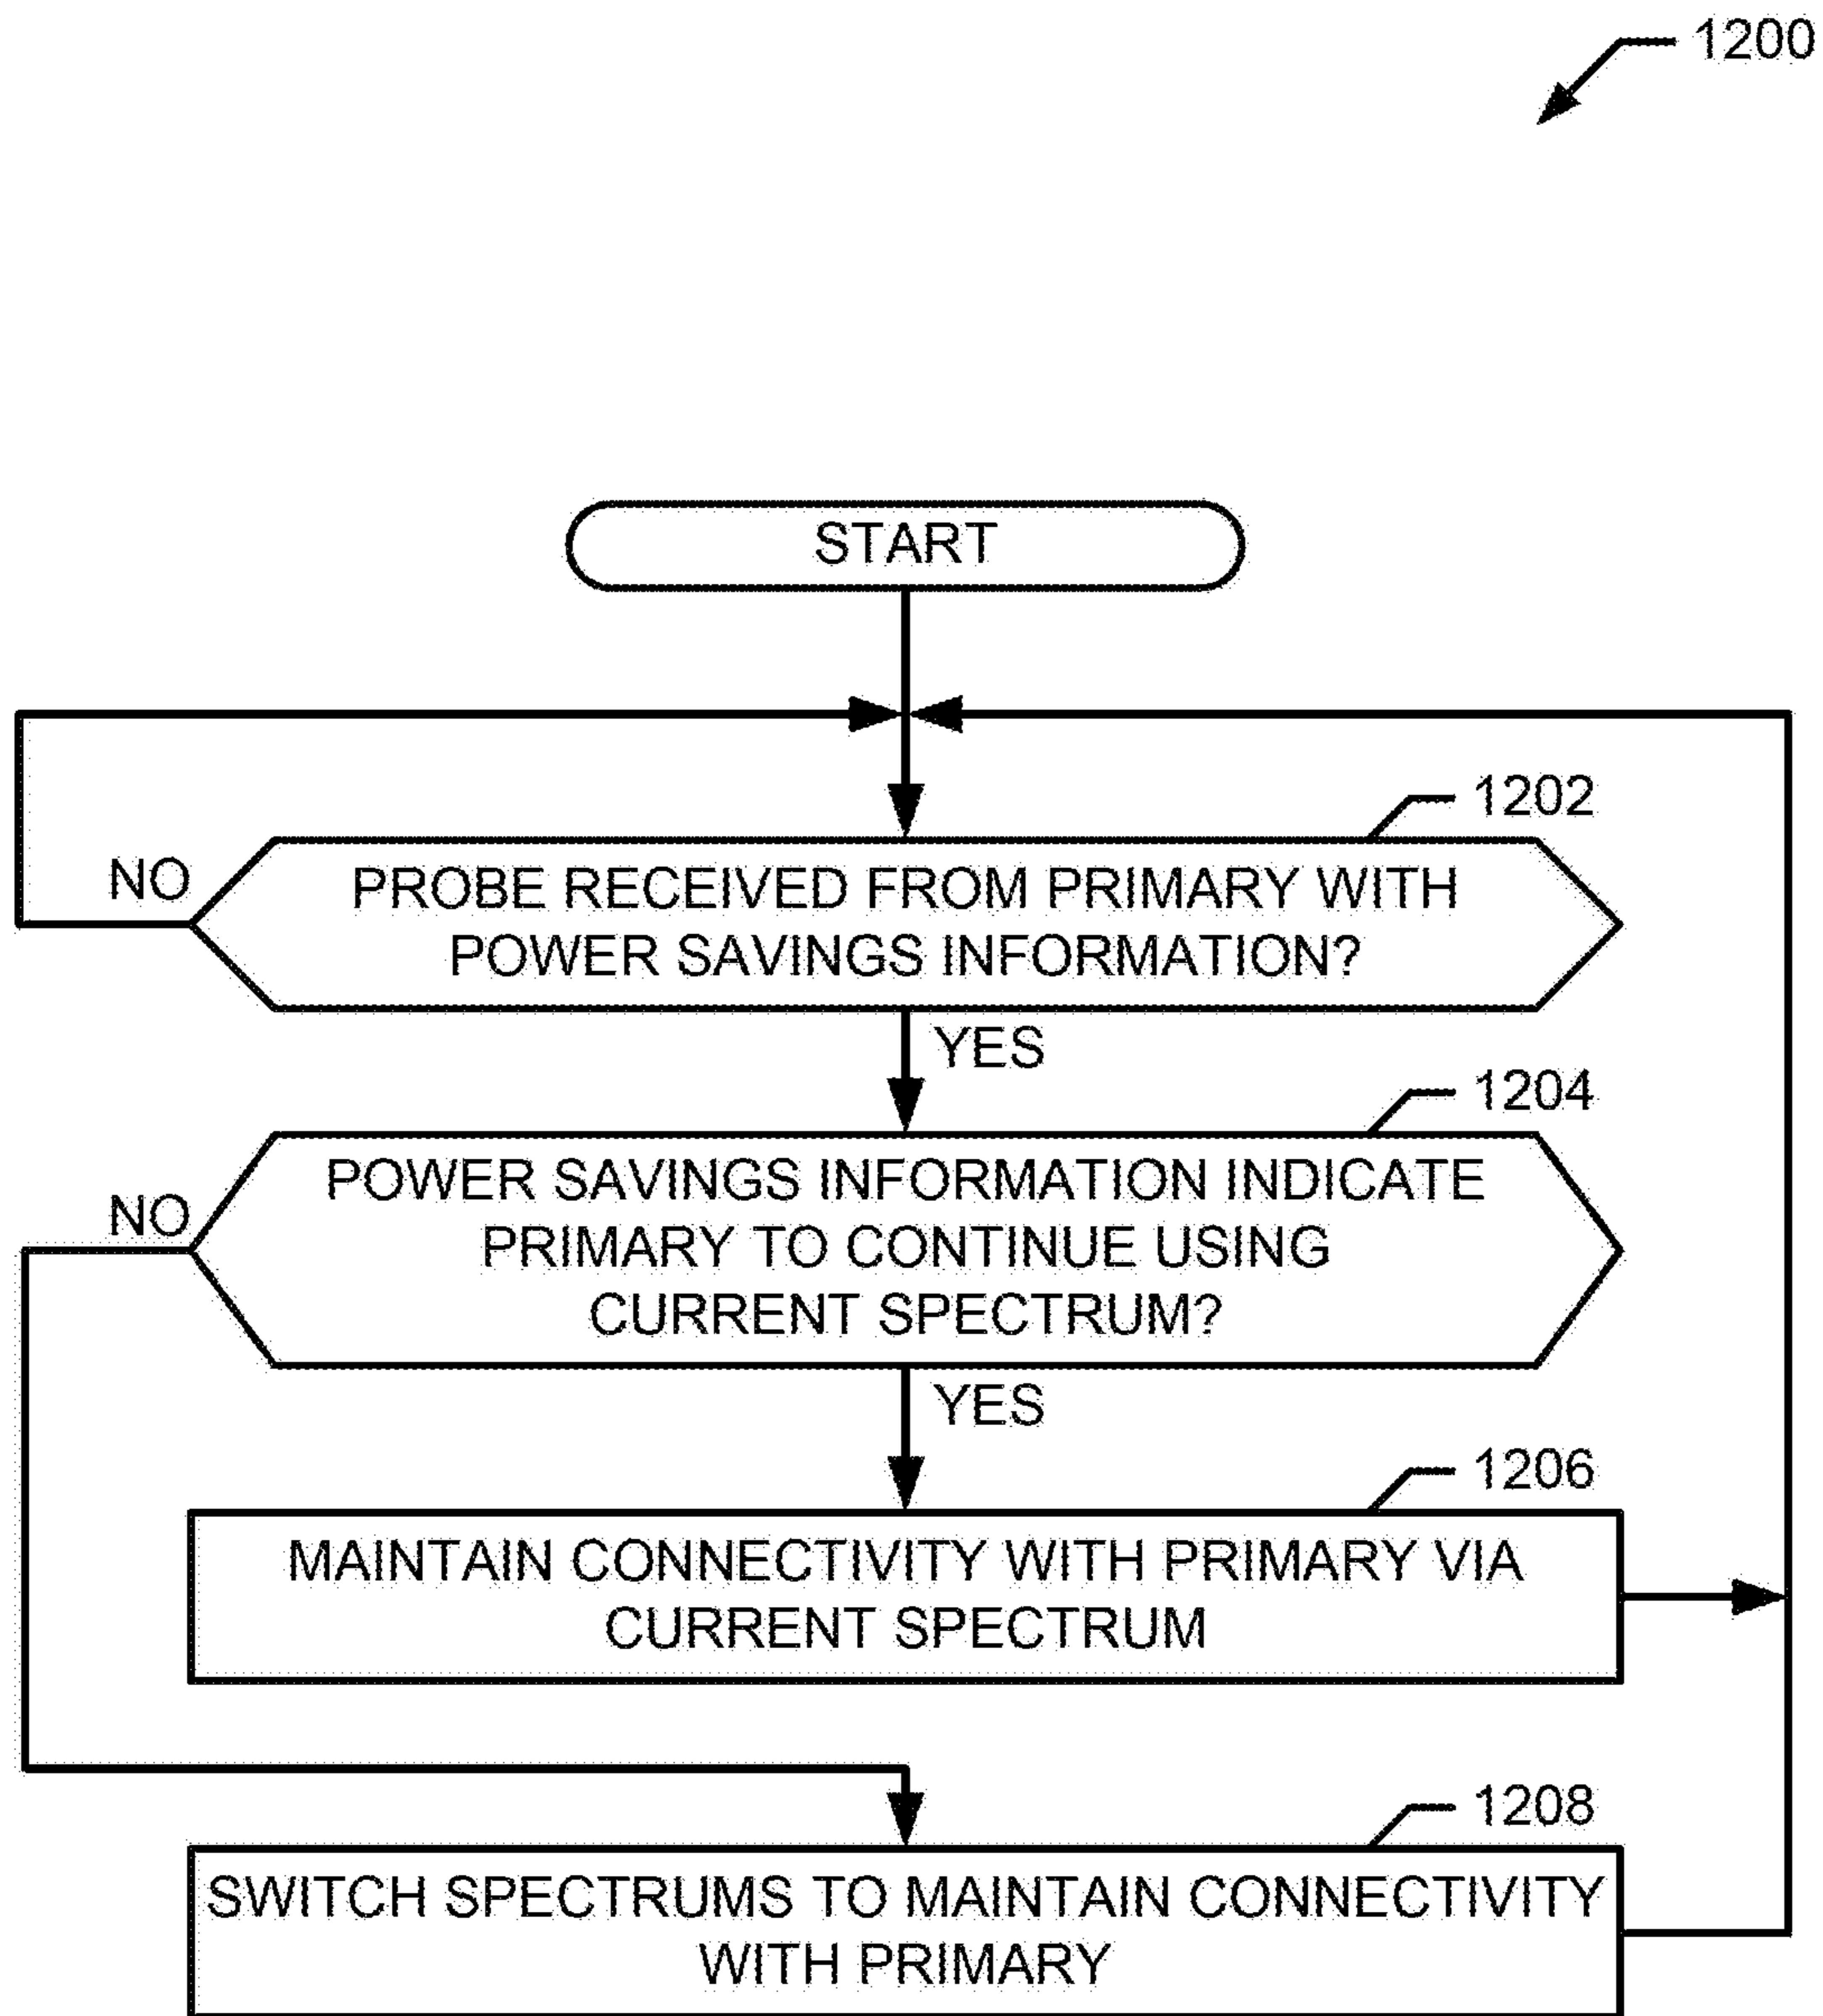 1200
START
1202
NO
PROBE RECEIVED FROM PRIMARY WITH
POWER SAVINGS INFORMATION?
YES
1204
NO
POWER SAVINGS INFORMATION INDICATE
PRIMARY TO CONTINUE USING
CURRENT SPECTRUM?
YES
1206
MAINTAIN CONNECTIVITY WITH PRIMARY VIA
CURRENT SPECTRUM
1208
SWITCH SPECTRUMS TO MAINTAIN CONNECTIVITY
WITH PRIMARY